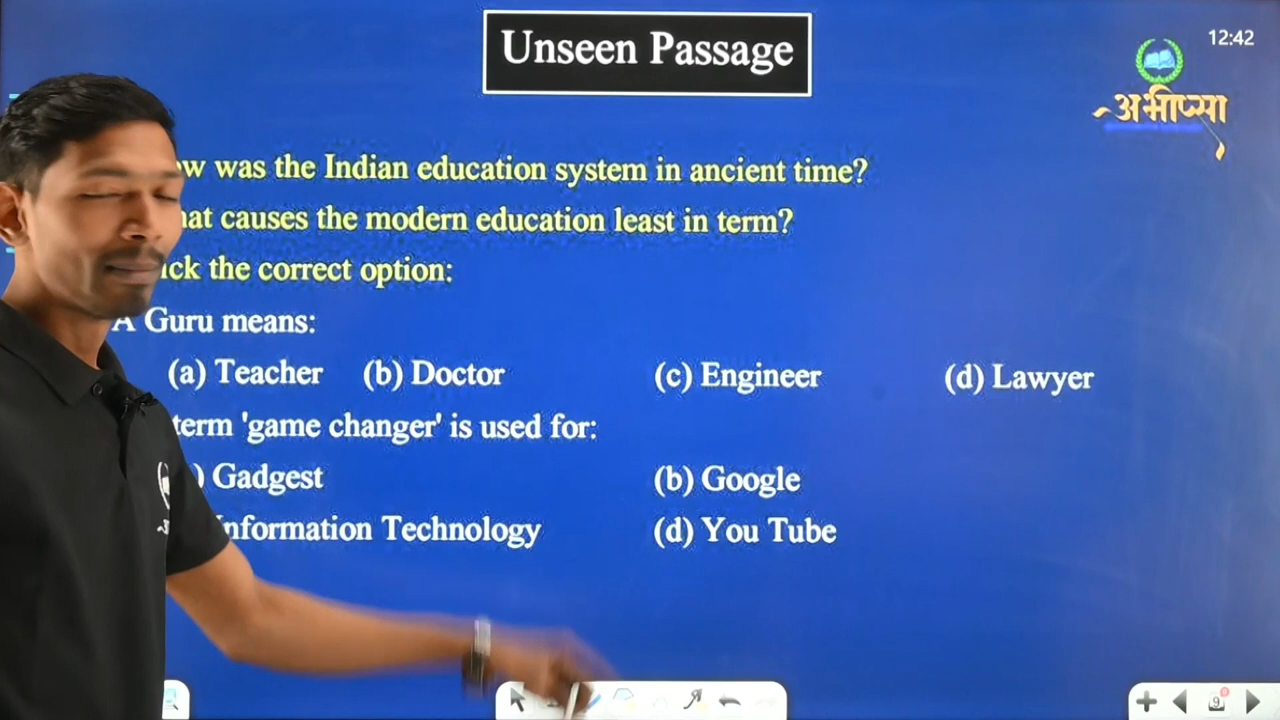 Unseen Passage
12:42
अभीप्सा
was the Indian education system in ancient time?
causes the modern education least in term?
the correct option:
A Guru means:
(a) Teacher (b) Doctor (c) Engineer (d) Lawyer
term 'game changer' is used for:
Gadgest (b) Google
Information Technology (d) You Tube
9